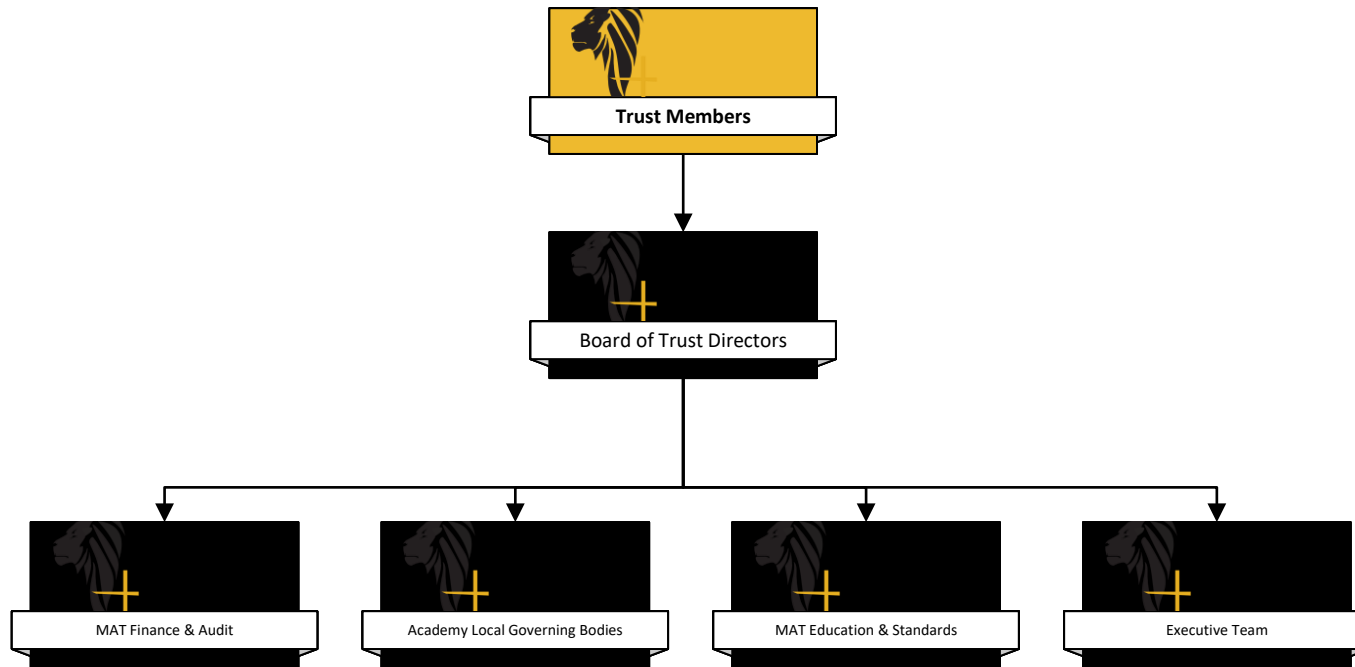 Trust Members
Board of Trust Directors
MAT Finance & Audit
Academy Local Governing Bodies
MAT Education & Standards
Executive Team